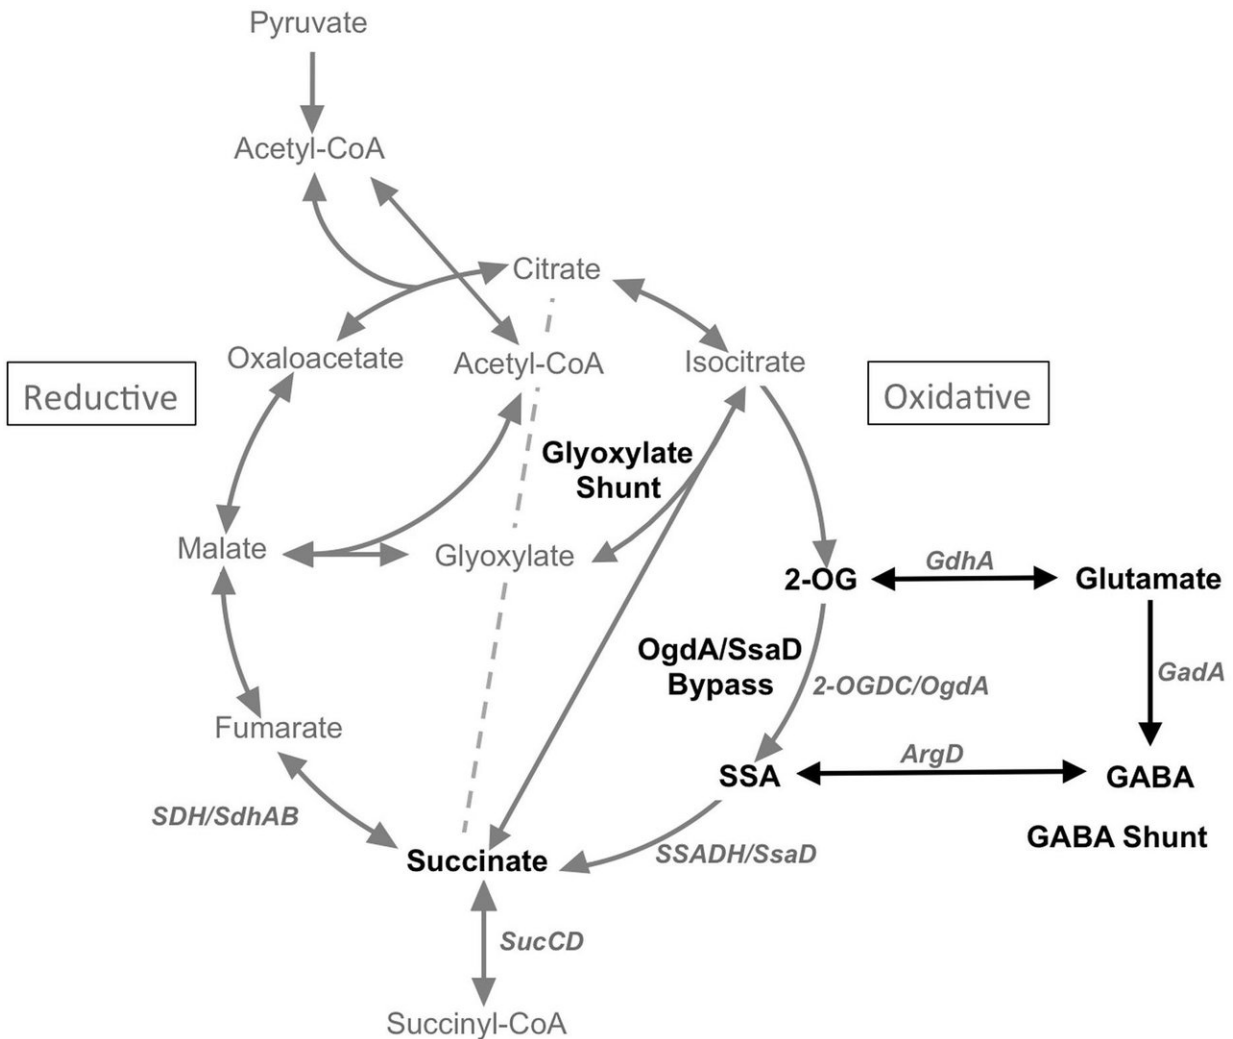 Pyruvate
Acetyl-CoA
Citrate
Oxaloacetate
Acetyl-CoA
Isocitrate
Reductive
Oxidative
Glyoxylate
Shunt
Malate
Glyoxylate
2-OG
GdhA
Glutamate
OgdA/SsaD
Bypass
2-OGDC/OgdA
GadA
Fumarate
SSA
ArgD
GABA
SDH/SdhAB
GABA Shunt
Succinate
SSADH/SsaD
SucCD
Succinyl-CoA